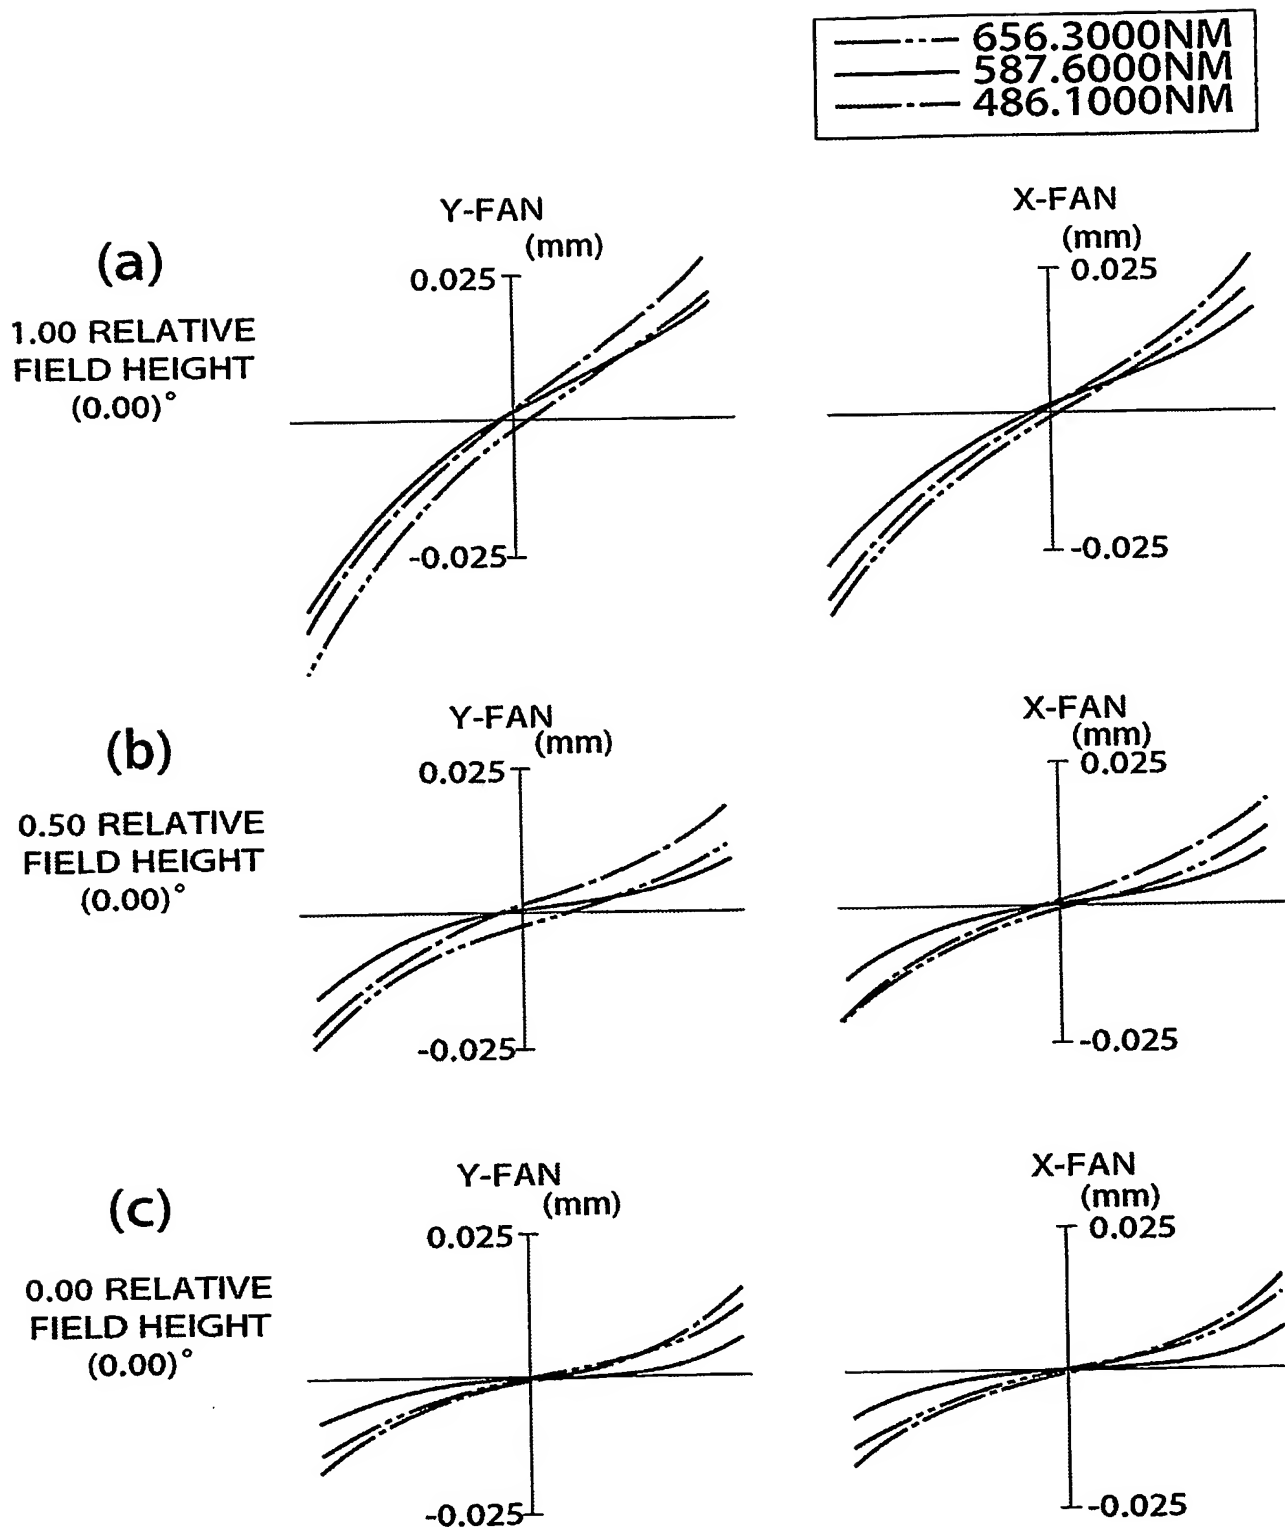 656.3000NM
587.6000NM
486.1000NM
(a)
1.00 RELATIVE
FIELD HEIGHT
(0.00)°
Y-FAN
(mm)
0.025
-0.025
X-FAN
(mm)
0.025
-0.025
(b)
0.50 RELATIVE
FIELD HEIGHT
(0.00)°
Y-FAN
(mm)
0.025
-0.025
X-FAN
(mm)
0.025
-0.025
(c)
0.00 RELATIVE
FIELD HEIGHT
(0.00)°
Y-FAN
(mm)
0.025
-0.025
X-FAN
(mm)
0.025
-0.025